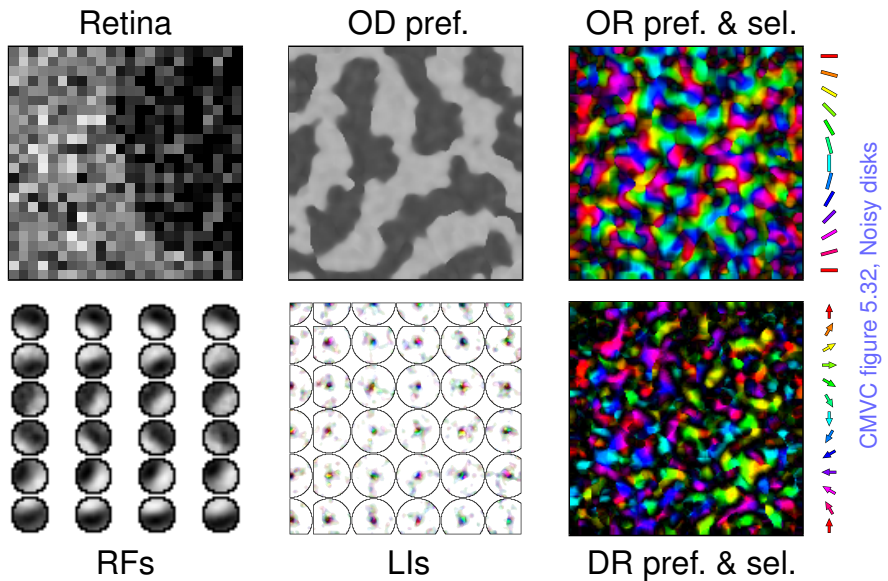 Retina
OD pref.
OR pref. & sel.
CMVC figure 5.32, Noisy disks
RFs
LIs
DR pref. & sel.